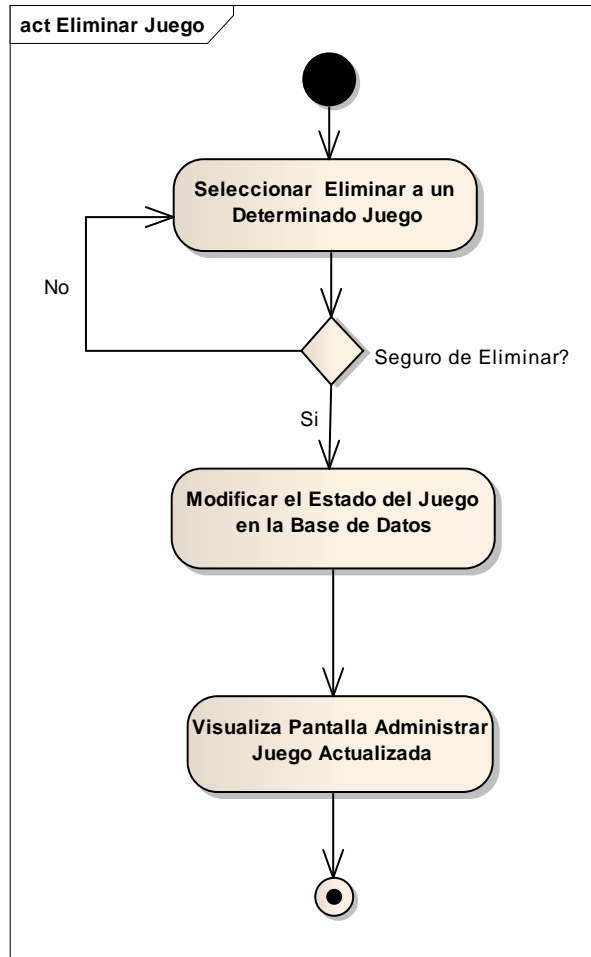 act Eliminar Juego
Seleccionar  Eliminar a un
Determinado Juego
No
Seguro de Eliminar?
Si
Modificar el Estado del Juego
en la Base de Datos
Visualiza Pantalla Administrar
Juego Actualizada